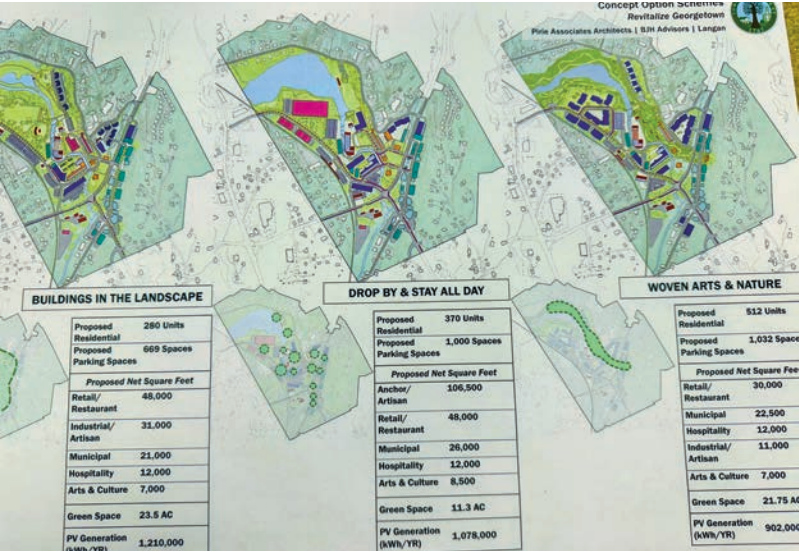 Concept Option Schemes
Revitalize Georgetown
Pirie Associates Architects | BJH Advisors | Langan
BUILDINGS IN THE LANDSCAPE
Proposed Residential 280 Units
Proposed Parking Spaces 669 Spaces
Proposed Net Square Feet
Retail/ Restaurant 48,000
Industrial/ Artisan 31,000
Municipal 21,000
Hospitality 12,000
Arts & Culture 7,000
Green Space 23.5 AC
PV Generation (kWh/YR) 1,210,000
DROP BY & STAY ALL DAY
Proposed Residential 370 Units
Proposed Parking Spaces 1,000 Spaces
Proposed Net Square Feet
Anchor/ Artisan 106,500
Retail/ Restaurant 48,000
Municipal 26,000
Hospitality 12,000
Arts & Culture 8,500
Green Space 11.3 AC
PV Generation (kWh/YR) 1,078,000
WOVEN ARTS & NATURE
Proposed Residential 512 Units
Proposed Parking Spaces 1,032 Space
Proposed Net Square Fee
Retail/ Restaurant 30,000
Municipal 22,500
Hospitality 12,000
Industrial/ Artisan 11,000
Arts & Culture 7,000
Green Space 21.75 AC
PV Generation (kWh/YR) 902,000